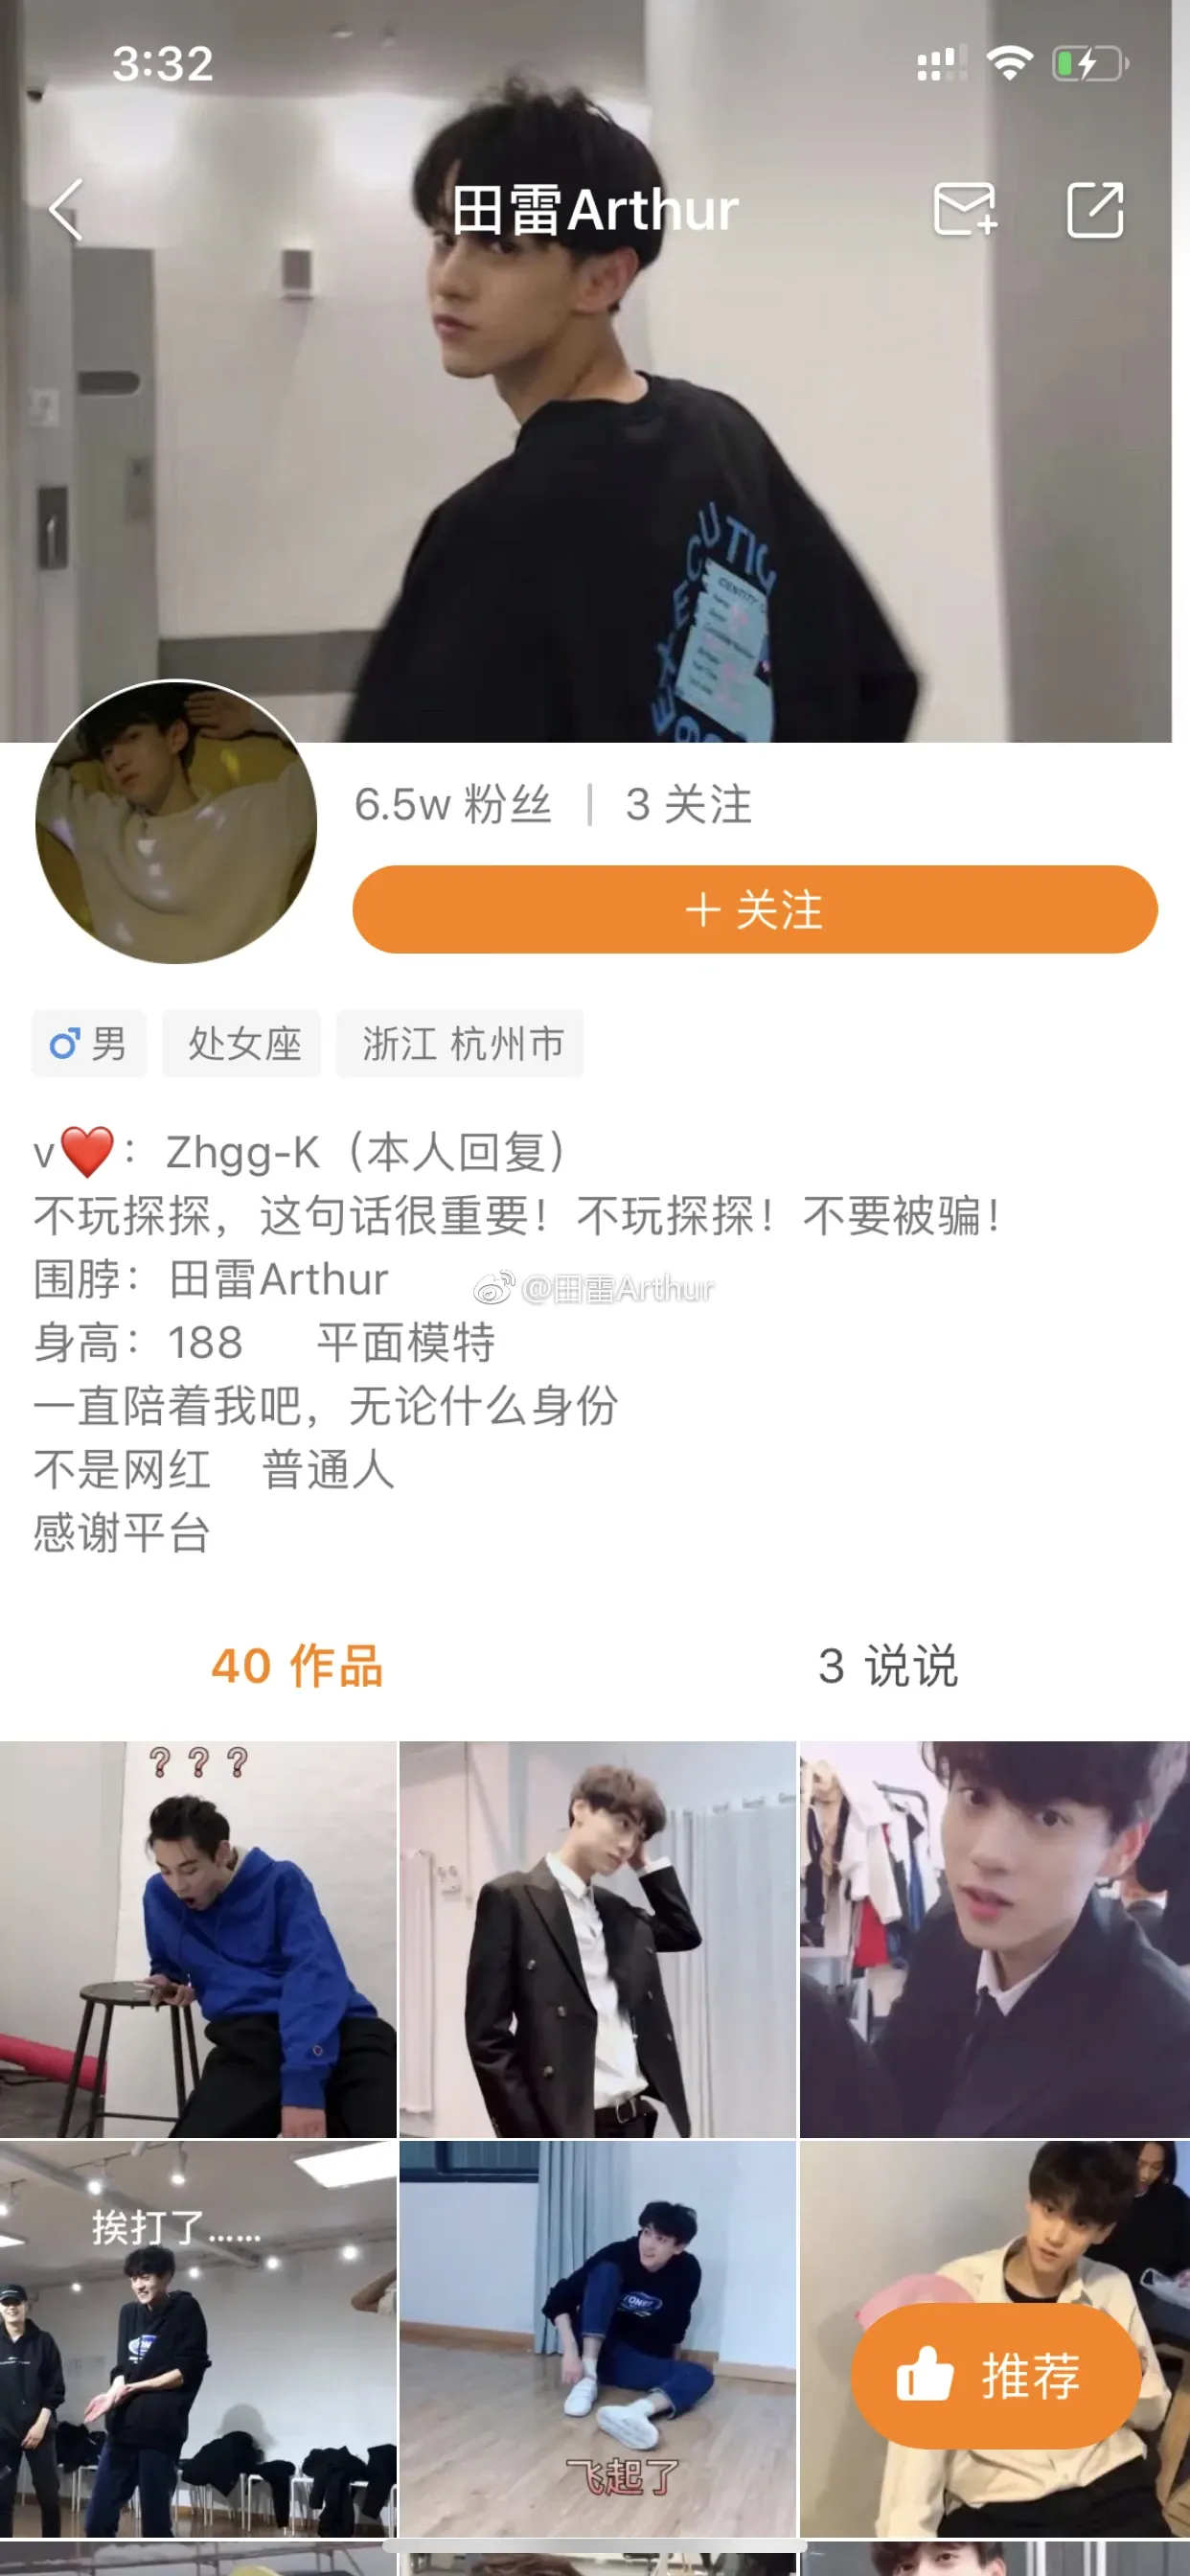 3:32
田雷Arthur
EXECUTIO
IDENTITY
6.5w 粉丝 | 3 关注
+ 关注
♂ 男 处女座 浙江 杭州市
v❤️：Zhgg-K（本人回复）
不玩探探，这句话很重要！不玩探探！不要被骗！
围脖：田雷Arthur
@田雷Arthur
身高：188 平面模特
一直陪着我吧，无论什么身份
不是网红 普通人
感谢平台
40 作品 3 说说
? ? ?
挨打了……
飞起了
推荐